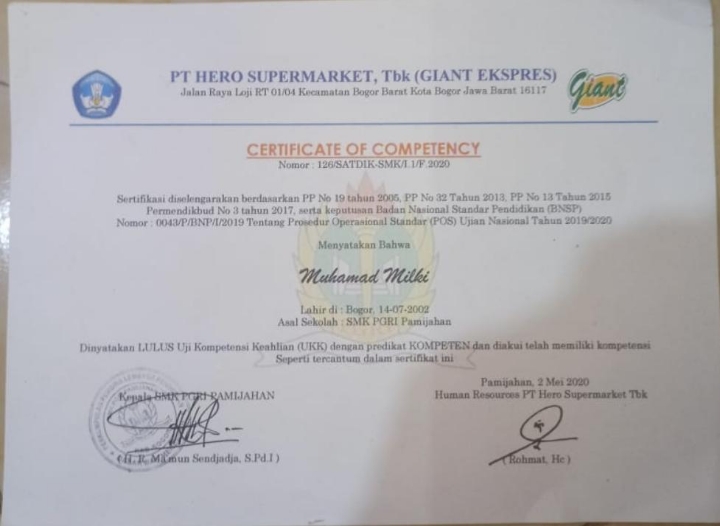 PT HERO SUPERMARKET, Tbk (GIANT EKSPRES)
Jalan Raya Loji RT 01/04 Kecamatan Bogor Barat Kota Bogor Jawa Barat 16117
Giant
CERTIFICATE OF COMPETENCY
Nomor : 126/SATDIK-SMK/I.1/F.2020
Sertifikasi diselengarakan berdasarkan PP No 19 tahun 2005, PP No 32 Tahun 2013, PP No 13 Tahun 2015
Permendikbud No 3 tahun 2017, serta keputusan Badan Nasional Standar Pendidikan (BNSP)
Nomor : 0043/P/BNP/I/2019 Tentang Prosedur Operasional Standar (POS) Ujian Nasional Tahun 2019/2020
Menyatakan Bahwa
Muhamad Milki
Lahir di : Bogor, 14-07-2002
Asal Sekolah : SMK PGRI Pamijahan
Dinyatakan LULUS Uji Kompetensi Keahlian (UKK) dengan predikat KOMPETEN dan diakui telah memiliki kompetensi
Seperti tercantum dalam sertifikat ini
Kepala SMK PGRI PAMIJAHAN
( H. R. Ma'mun Sendjadja, S.Pd.I )
Pamijahan, 2 Mei 2020
Human Resources PT Hero Supermarket Tbk
( Rohmat, Hc )